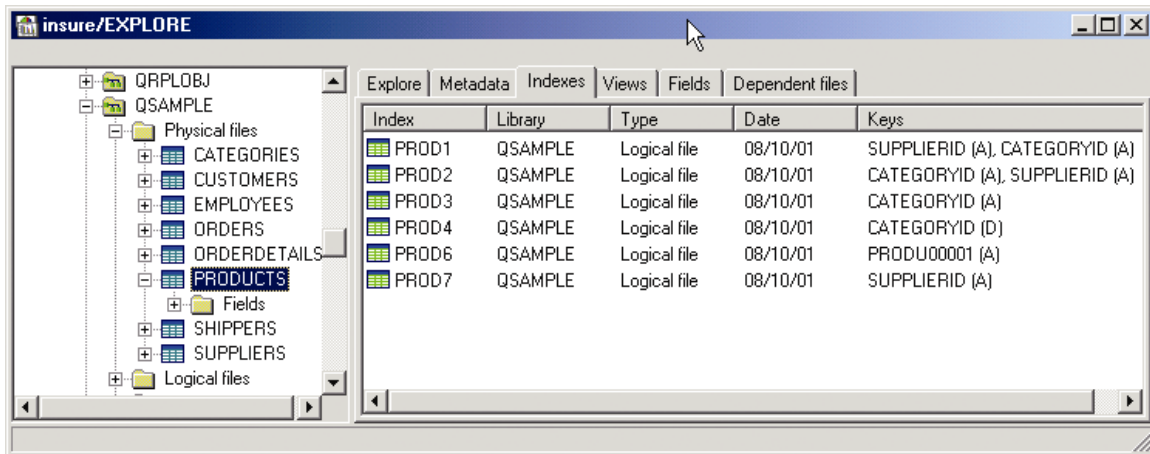 insure/EXPLORE
QRPLOBJ
QSAMPLE
Physical files
CATEGORIES
CUSTOMERS
EMPLOYEES
ORDERS
ORDERDETAILS
PRODUCTS
Fields
SHIPPERS
SUPPLIERS
Logical files
Explore Metadata Indexes Views Fields Dependent files
Index Library Type Date Keys
PROD1 QSAMPLE Logical file 08/10/01 SUPPLIERID (A), CATEGORYID (A)
PROD2 QSAMPLE Logical file 08/10/01 CATEGORYID (A), SUPPLIERID (A)
PROD3 QSAMPLE Logical file 08/10/01 CATEGORYID (A)
PROD4 QSAMPLE Logical file 08/10/01 CATEGORYID (D)
PROD6 QSAMPLE Logical file 08/10/01 PRODU00001 (A)
PROD7 QSAMPLE Logical file 08/10/01 SUPPLIERID (A)